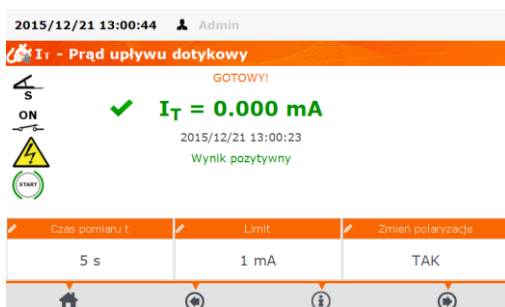 2015/12/21 13:00:44 Admin
IT - Prąd upływu dotykowy
GOTOWY!
S
ON
IT = 0.000 mA
2015/12/21 13:00:23
Wynik pozytywny
START
Czas pomiaru t Limit Zmień polaryzacje
5 s 1 mA TAK